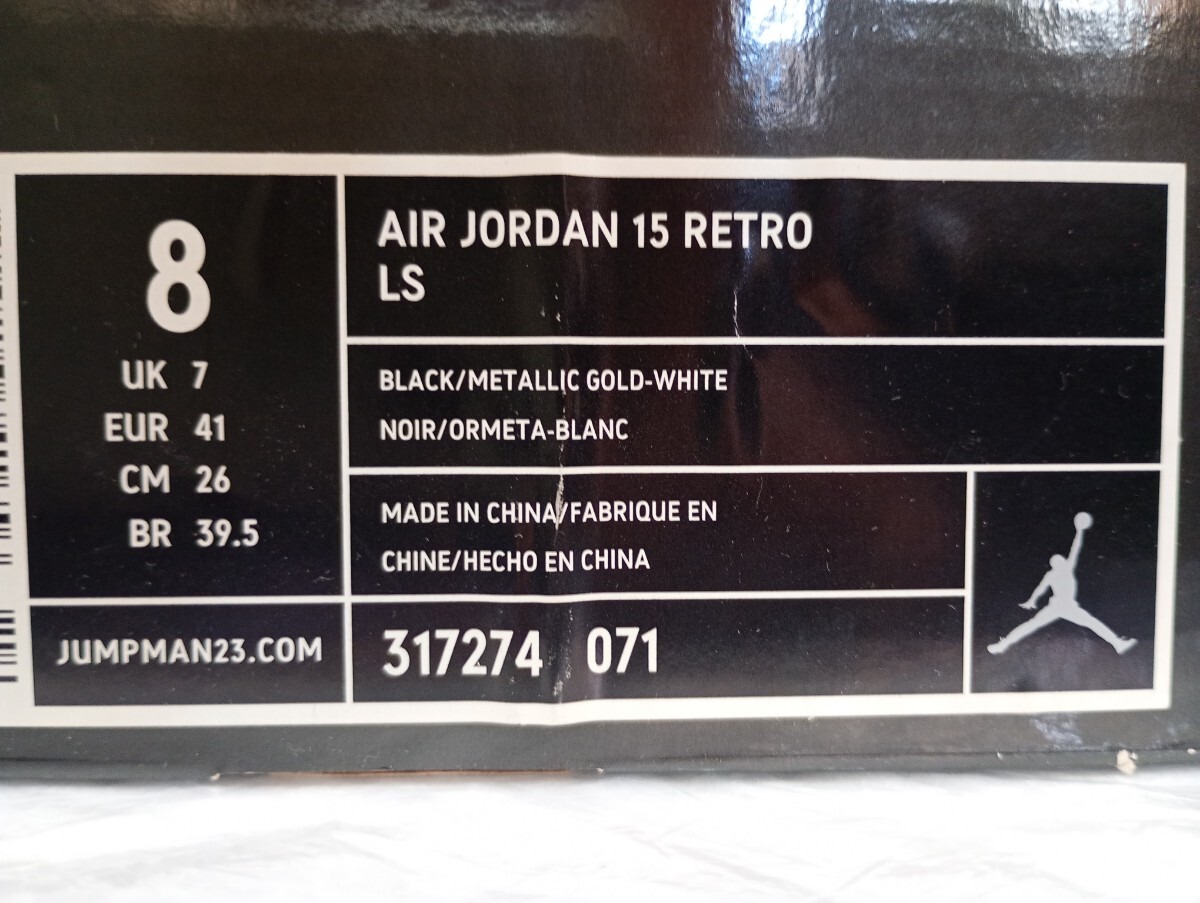 8
UK 7
EUR 41
CM 26
BR 39.5
JUMPMAN23.COM
AIR JORDAN 15 RETRO
LS
BLACK/METALLIC GOLD-WHITE
NOIR/ORMETA-BLANC
MADE IN CHINA/FABRIQUE EN
CHINE/HECHO EN CHINA
317274 071